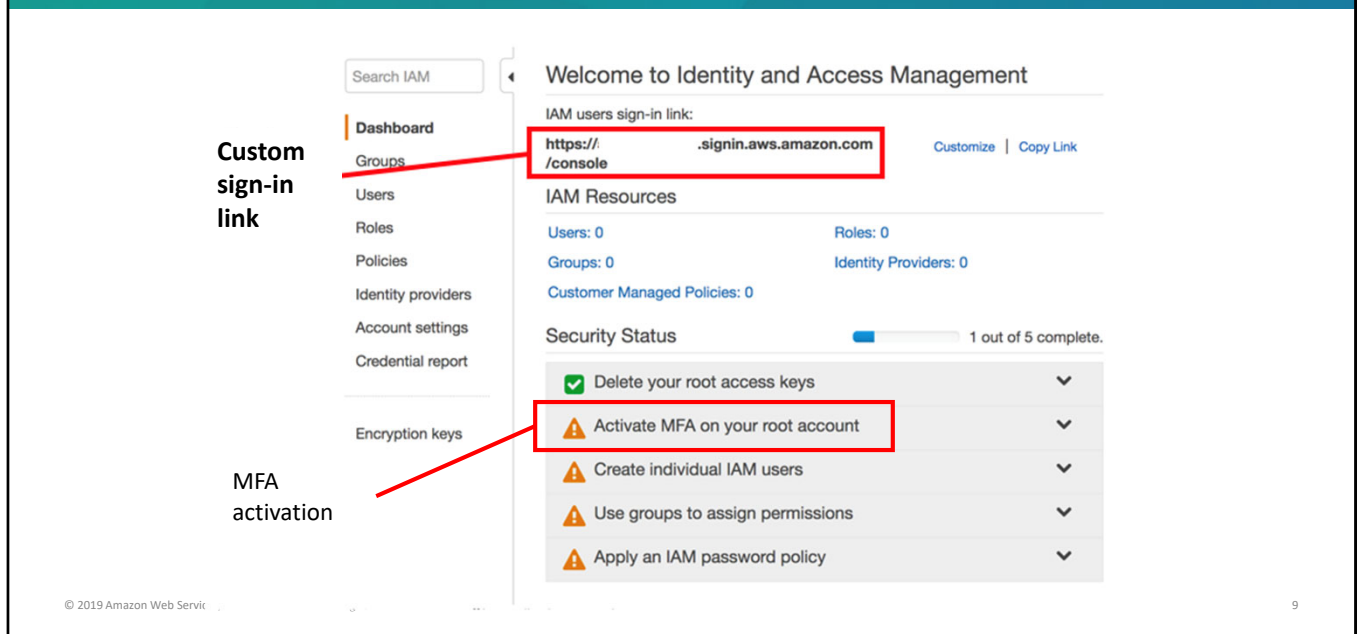 Search IAM
Dashboard
Groups
Users
Roles
Policies
Identity providers
Account settings
Credential report
Encryption keys
Custom
sign-in
link
MFA
activation
Welcome to Identity and Access Management
IAM users sign-in link:
https:// .signin.aws.amazon.com
/console
Customize | Copy Link
IAM Resources
Users: 0 Roles: 0
Groups: 0 Identity Providers: 0
Customer Managed Policies: 0
Security Status 1 out of 5 complete.
Delete your root access keys
Activate MFA on your root account
Create individual IAM users
Use groups to assign permissions
Apply an IAM password policy
© 2019 Amazon Web
9